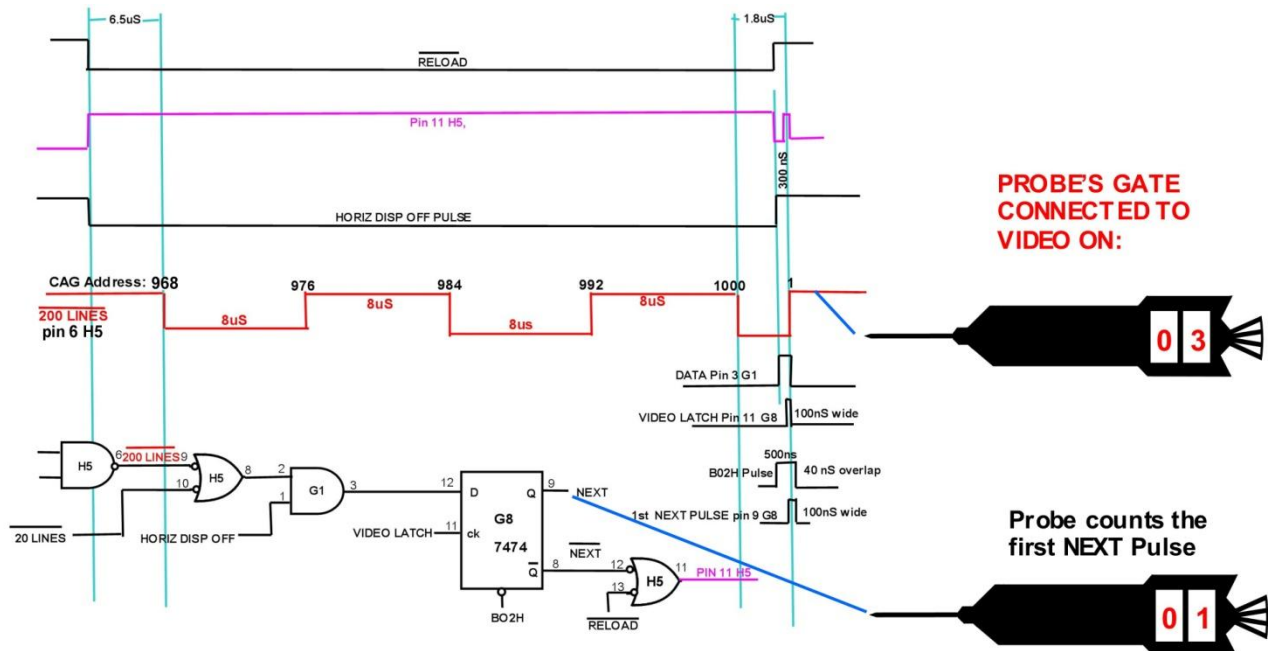 6.5uS
1.8uS
RELOAD
Pin 11 H5,
300 nS
HORIZ DISP OFF PULSE
PROBE'S GATE
CONNECTED TO
VIDEO ON:
CAG Address: 968 976 984 992 1000 1
200 LINES
pin 6 H5
8uS 8uS 8us 8uS
0 3
DATA Pin 3 G1
VIDEO LATCH Pin 11 G8 100nS wide
500ns
B02H Pulse 40 nS overlap
1st NEXT PULSE pin 9 G8 100nS wide
H5 6 200 LINES 9
10 H5 8
2 1 G1 3
20 LINES
HORIZ DISP OFF
VIDEO LATCH
12 D Q 9 NEXT
11 ck
G8
7474
Q 8 NEXT
BO2H
12 13 H5 11 PIN 11 H5
RELOAD
Probe counts the
first NEXT Pulse
0 1